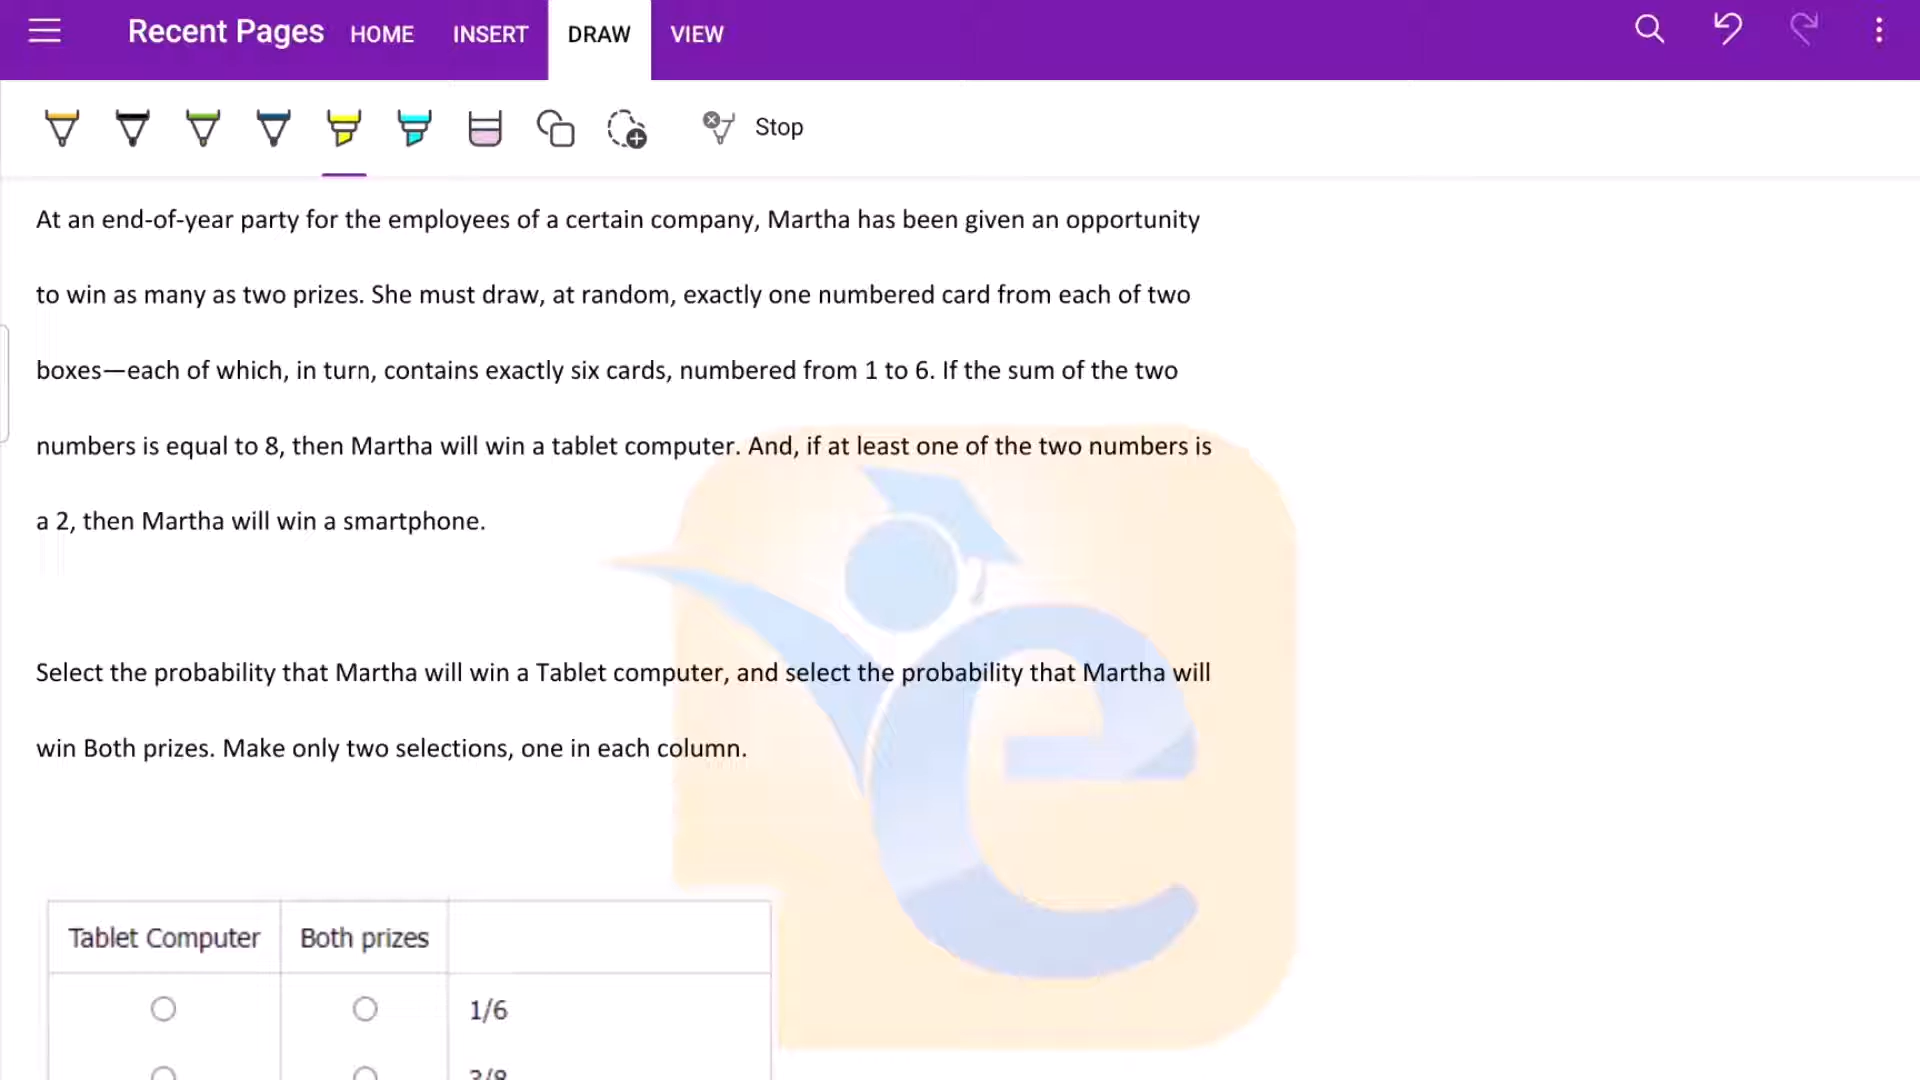 Recent Pages HOME INSERT DRAW VIEW
Stop
At an end-of-year party for the employees of a certain company, Martha has been given an opportunity
to win as many as two prizes. She must draw, at random, exactly one numbered card from each of two
boxes—each of which, in turn, contains exactly six cards, numbered from 1 to 6. If the sum of the two
numbers is equal to 8, then Martha will win a tablet computer. And, if at least one of the two numbers is
a 2, then Martha will win a smartphone.
Select the probability that Martha will win a Tablet computer, and select the probability that Martha will
win Both prizes. Make only two selections, one in each column.
Tablet Computer Both prizes
1/6